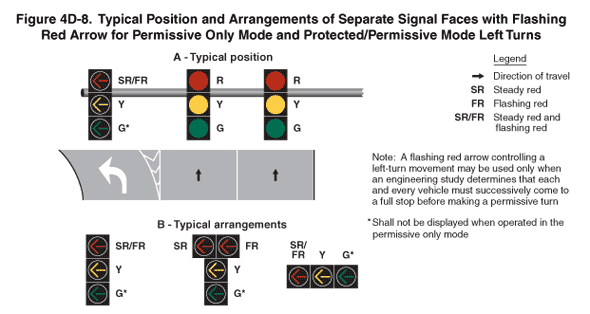 Figure 4D-8. Typical Position and Arrangements of Separate Signal Faces with Flashing
Red Arrow for Permissive Only Mode and Protected/Permissive Mode Left Turns
A - Typical position
SR/FR R R
Y Y Y
G* G G
Legend
Direction of travel
SR Steady red
FR Flashing red
SR/FR Steady red and
flashing red
Note: A flashing red arrow controlling a
left-turn movement may be used only when
an engineering study determines that each
and every vehicle must successively come to
a full stop before making a permissive turn
*Shall not be displayed when operated in the
permissive only mode
B - Typical arrangements
SR/FR
Y
G*
SR FR
Y
G*
SR/
FR Y G*